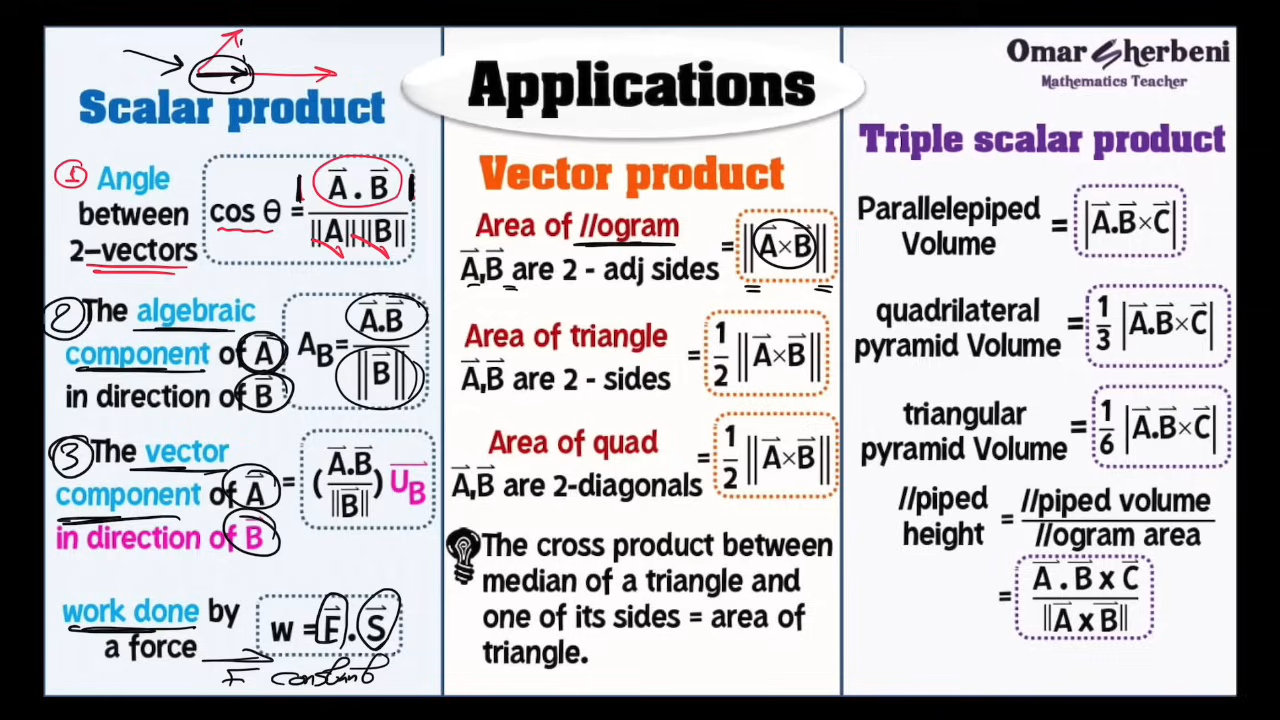 Applications
Omar Sherbeni
Mathematics Teacher
Scalar product
① Angle
between
2-vectors
cos θ = |A⃗ . B⃗| / ||A|| ||B||
② The algebraic
component of A⃗
in direction of B⃗
A_B = A⃗.B⃗ / ||B⃗||
③ The vector
component of A⃗
in direction of B⃗
= (A⃗.B⃗ / ||B⃗||) U_B
work done by
a force
w = F⃗ . S⃗
F constant
Vector product
Area of //ogram
A⃗,B⃗ are 2 - adj sides
= ||A⃗×B⃗||
Area of triangle
A⃗,B⃗ are 2 - sides
= 1/2 ||A⃗×B⃗||
Area of quad
A⃗,B⃗ are 2-diagonals
= 1/2 ||A⃗×B⃗||
The cross product between
median of a triangle and
one of its sides = area of
triangle.
Triple scalar product
Parallelepiped
Volume
= |A⃗.B⃗×C⃗|
quadrilateral
pyramid Volume
= 1/3 |A⃗.B⃗×C⃗|
triangular
pyramid Volume
= 1/6 |A⃗.B⃗×C⃗|
//piped
height
= //piped volume / //ogram area
= A⃗ . B⃗ x C⃗ / ||A⃗ x B⃗||